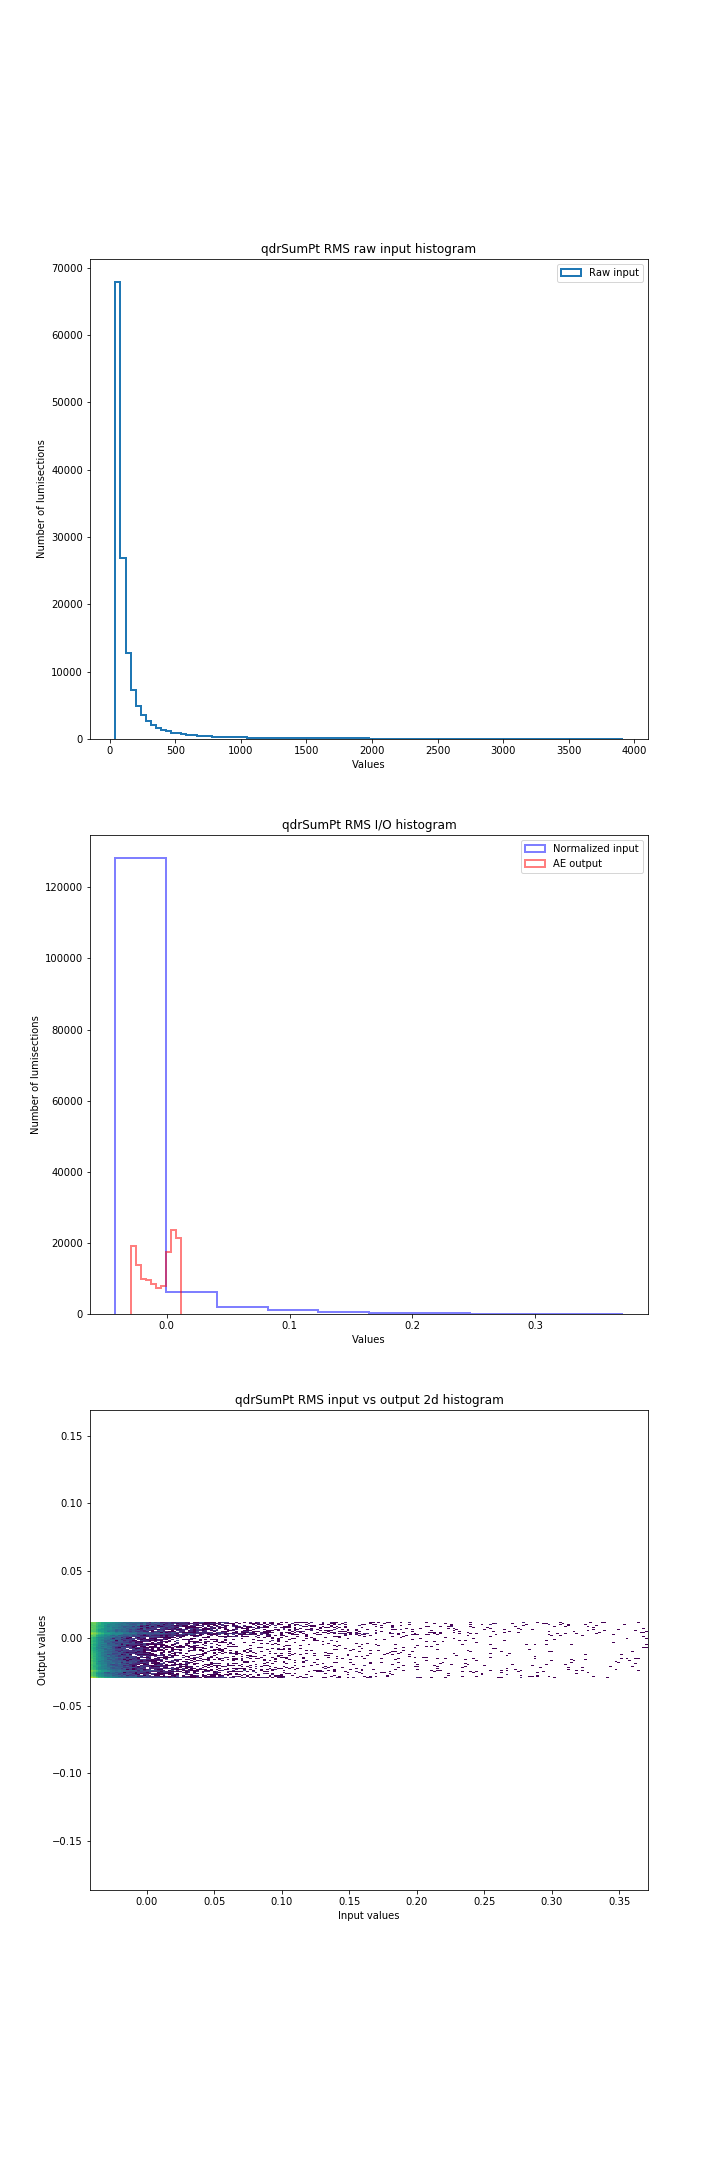 qdrSumPt RMS raw input histogram
70000
60000
50000
40000
30000
20000
10000
0
Number of lumisections
Raw input
0 500 1000 1500 2000 2500 3000 3500 4000
Values
qdrSumPt RMS I/O histogram
120000
100000
80000
60000
40000
20000
0
Number of lumisections
Normalized input
AE output
0.0 0.1 0.2 0.3
Values
qdrSumPt RMS input vs output 2d histogram
0.15
0.10
0.05
0.00
−0.05
−0.10
−0.15
Output values
0.00 0.05 0.10 0.15 0.20 0.25 0.30 0.35
Input values